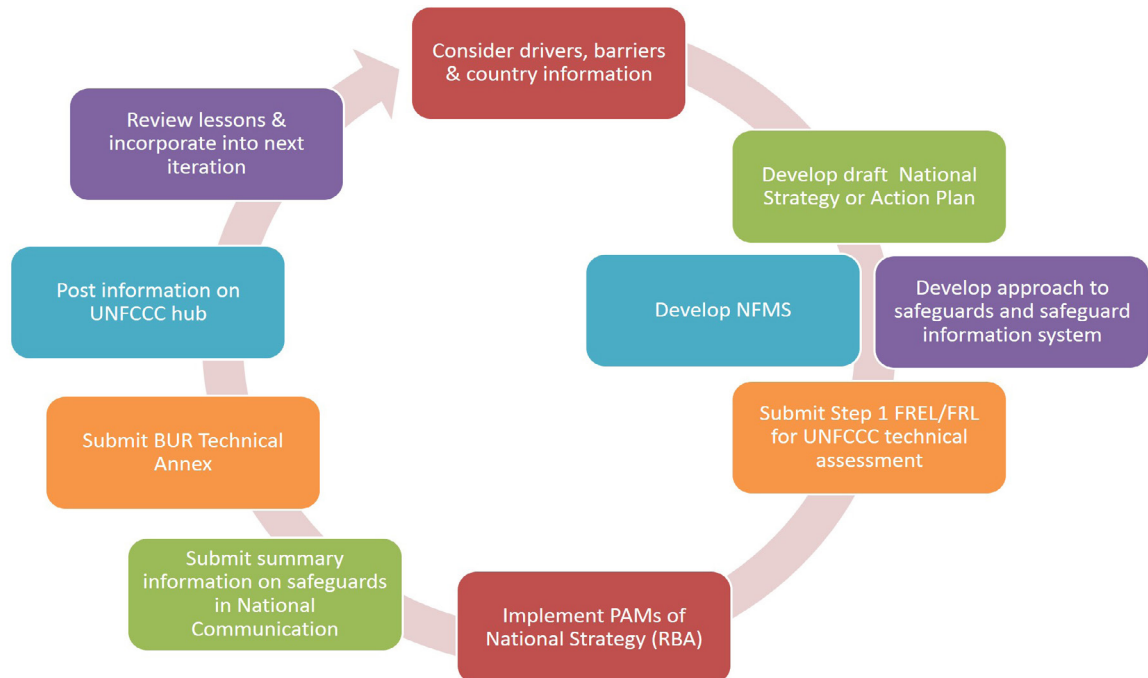 Consider drivers, barriers
& country information
Develop draft National
Strategy or Action Plan
Develop NFMS
Develop approach to
safeguards and safeguard
information system
Submit Step 1 FREL/FRL
for UNFCCC technical
assessment
Implement PAMs of
National Strategy (RBA)
Submit summary
information on safeguards
in National
Communication
Submit BUR Technical
Annex
Post information on
UNFCCC hub
Review lessons &
incorporate into next
iteration